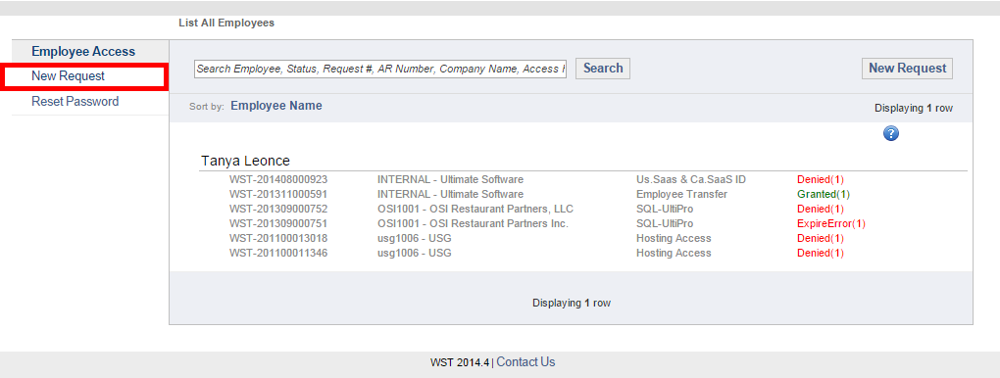 List All Employees
Employee Access
New Request
Reset Password
Search Employee, Status, Request #, AR Number, Company Name, Access
Search
New Request
Sort by: Employee Name
Displaying 1 row
?
Tanya Leonce
WST-201408000923 INTERNAL - Ultimate Software Us.Saas & Ca.SaaS ID Denied(1)
WST-201311000591 INTERNAL - Ultimate Software Employee Transfer Granted(1)
WST-201309000752 OSI1001 - OSI Restaurant Partners, LLC SQL-UltiPro Denied(1)
WST-201309000751 OSI1001 - OSI Restaurant Partners Inc. SQL-UltiPro ExpireError(1)
WST-201100013018 usg1006 - USG Hosting Access Denied(1)
WST-201100011346 usg1006 - USG Hosting Access Denied(1)
Displaying 1 row
WST 2014.4 | Contact Us